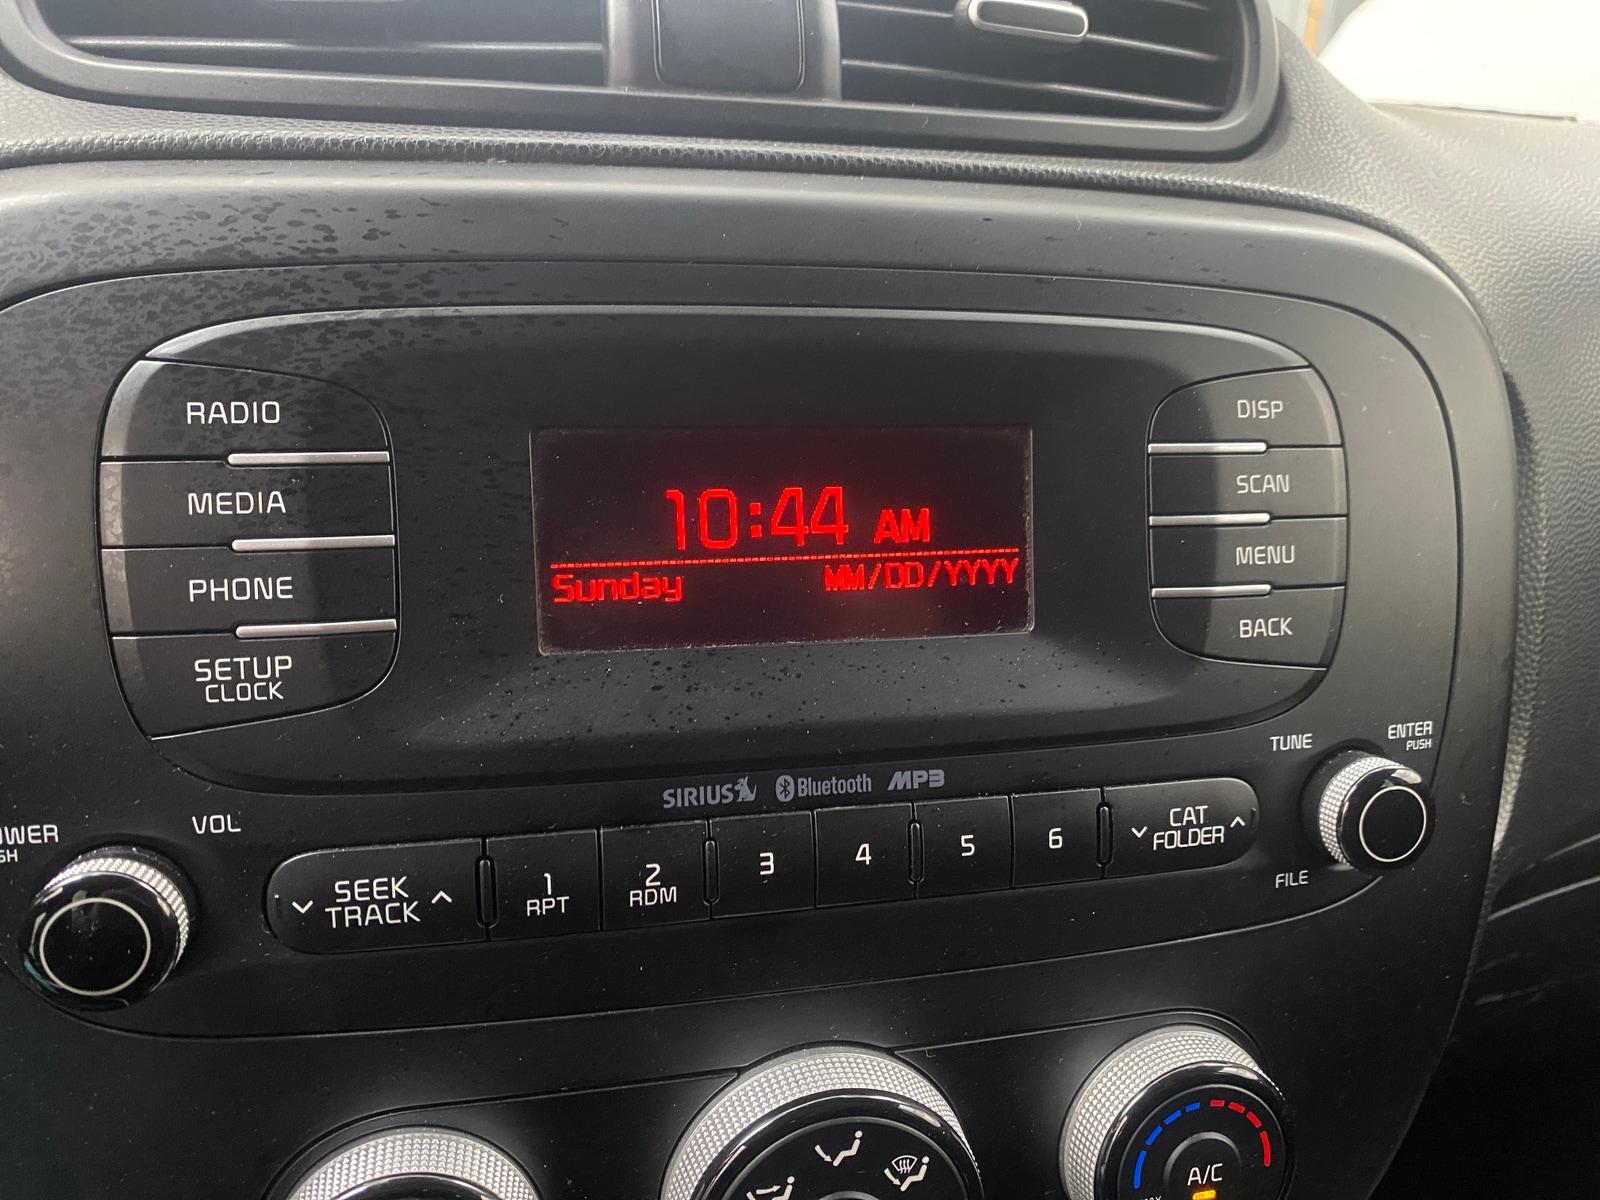 RADIO
MEDIA
PHONE
SETUP
CLOCK
10:44 AM
Sunday MM/DD/YYYY
DISP
SCAN
MENU
BACK
SIRIUS Bluetooth MP3
VOL
SEEK
TRACK
1
RPT
2
RDM
3
4
5
6
CAT
FOLDER
TUNE
ENTER
PUSH
FILE
A/C